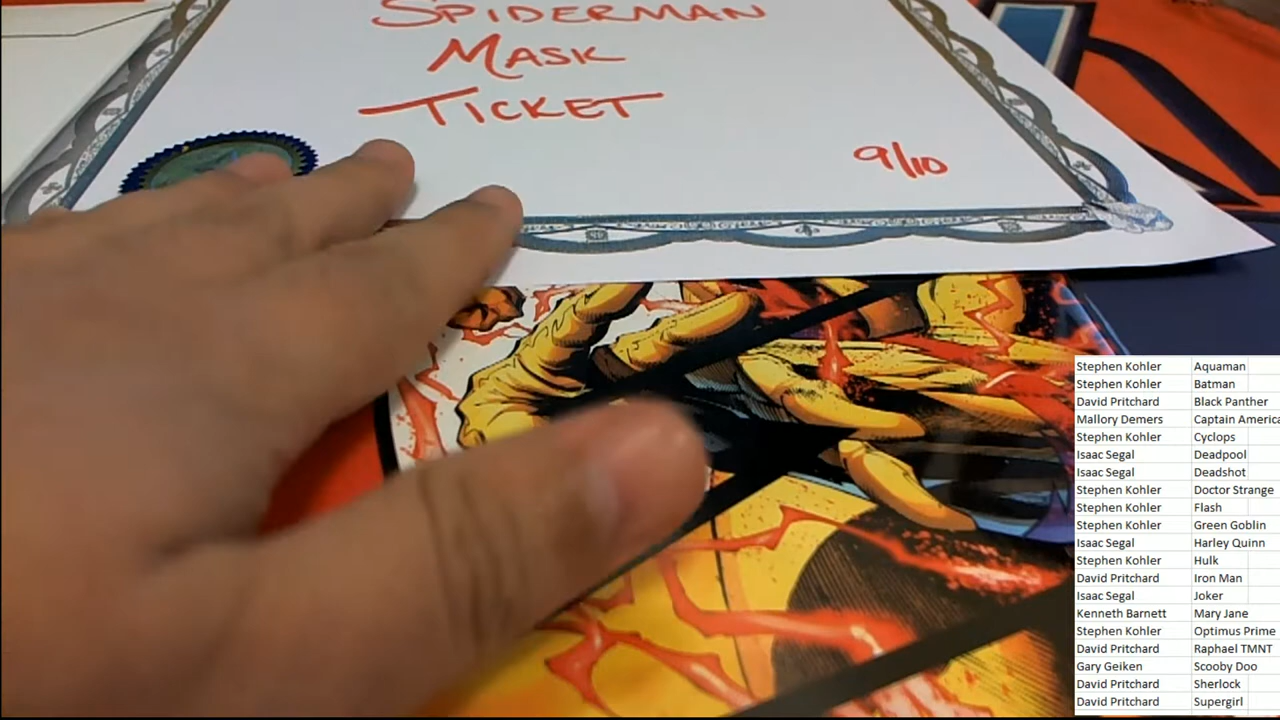 SPIDERMAN
MASK
TICKET
9/10
Stephen Kohler Aquaman
Stephen Kohler Batman
David Pritchard Black Panther
Mallory Demers Captain America
Stephen Kohler Cyclops
Isaac Segal Deadpool
Isaac Segal Deadshot
Stephen Kohler Doctor Strange
Stephen Kohler Flash
Stephen Kohler Green Goblin
Isaac Segal Harley Quinn
Stephen Kohler Hulk
David Pritchard Iron Man
Isaac Segal Joker
Kenneth Barnett Mary Jane
Stephen Kohler Optimus Prime
David Pritchard Raphael TMNT
Gary Geiken Scooby Doo
David Pritchard Sherlock
David Pritchard Supergirl